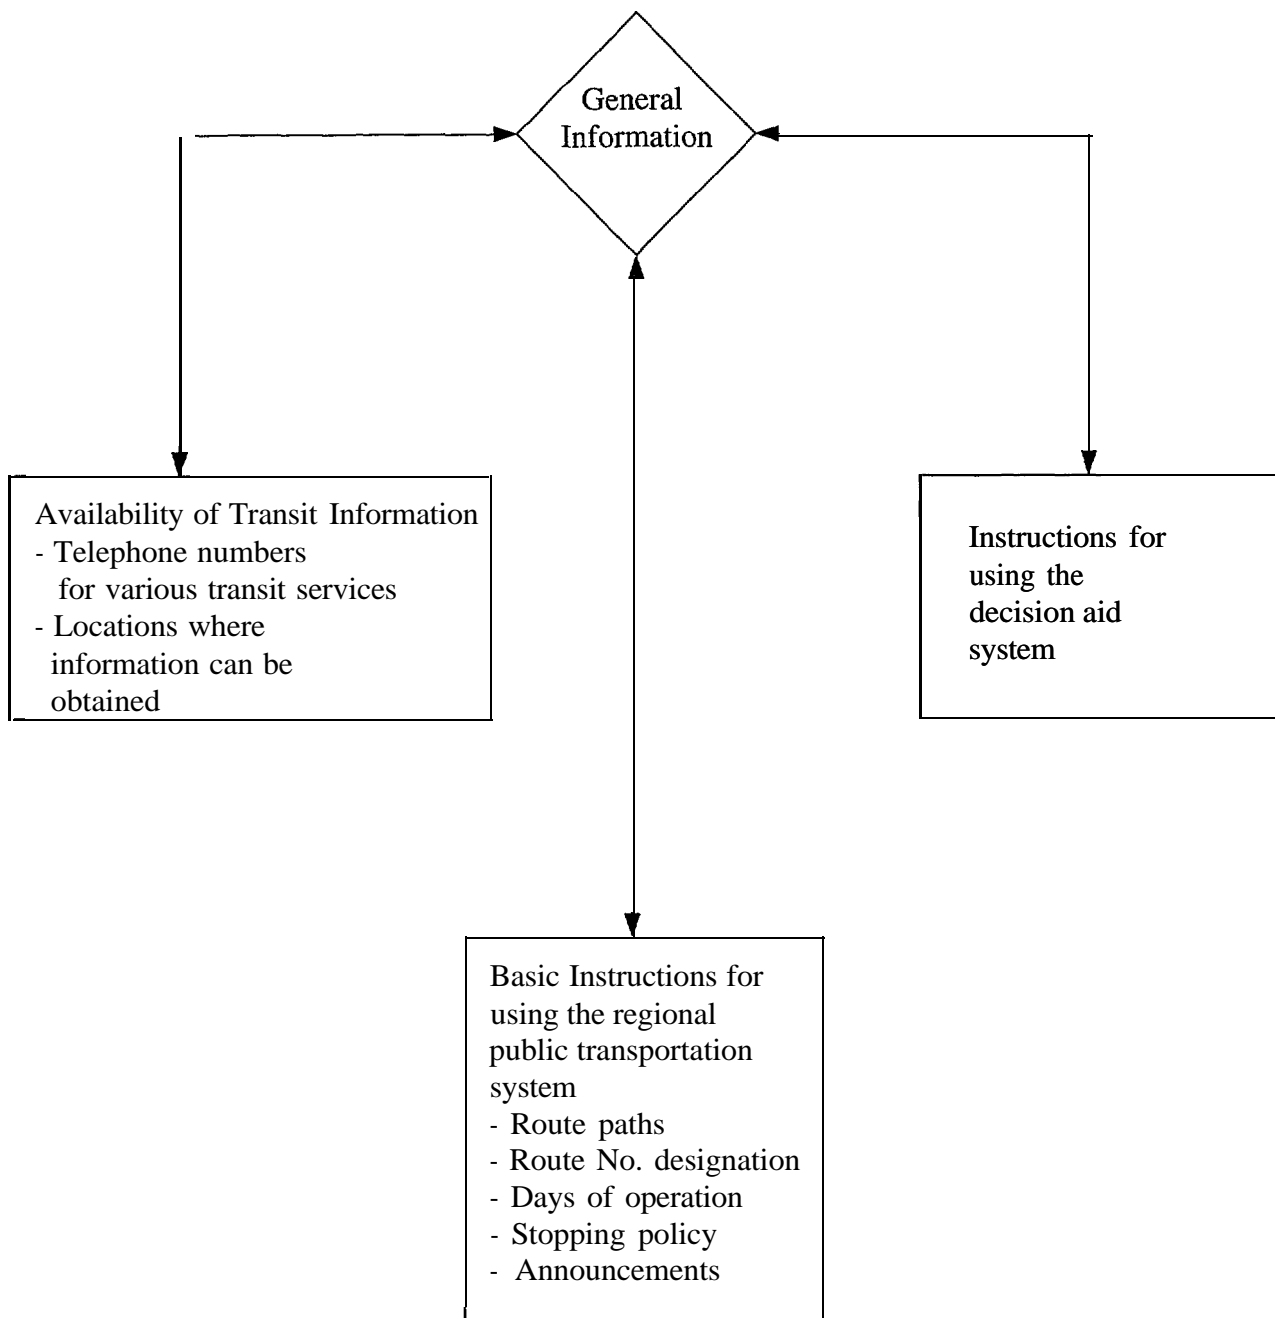 General
Information
Availability of Transit Information
- Telephone numbers
for various transit services
- Locations where
information can be
obtained
Instructions for
using the
decision aid
system
Basic Instructions for
using the regional
public transportation
system
- Route paths
- Route No. designation
- Days of operation
- Stopping policy
- Announcements